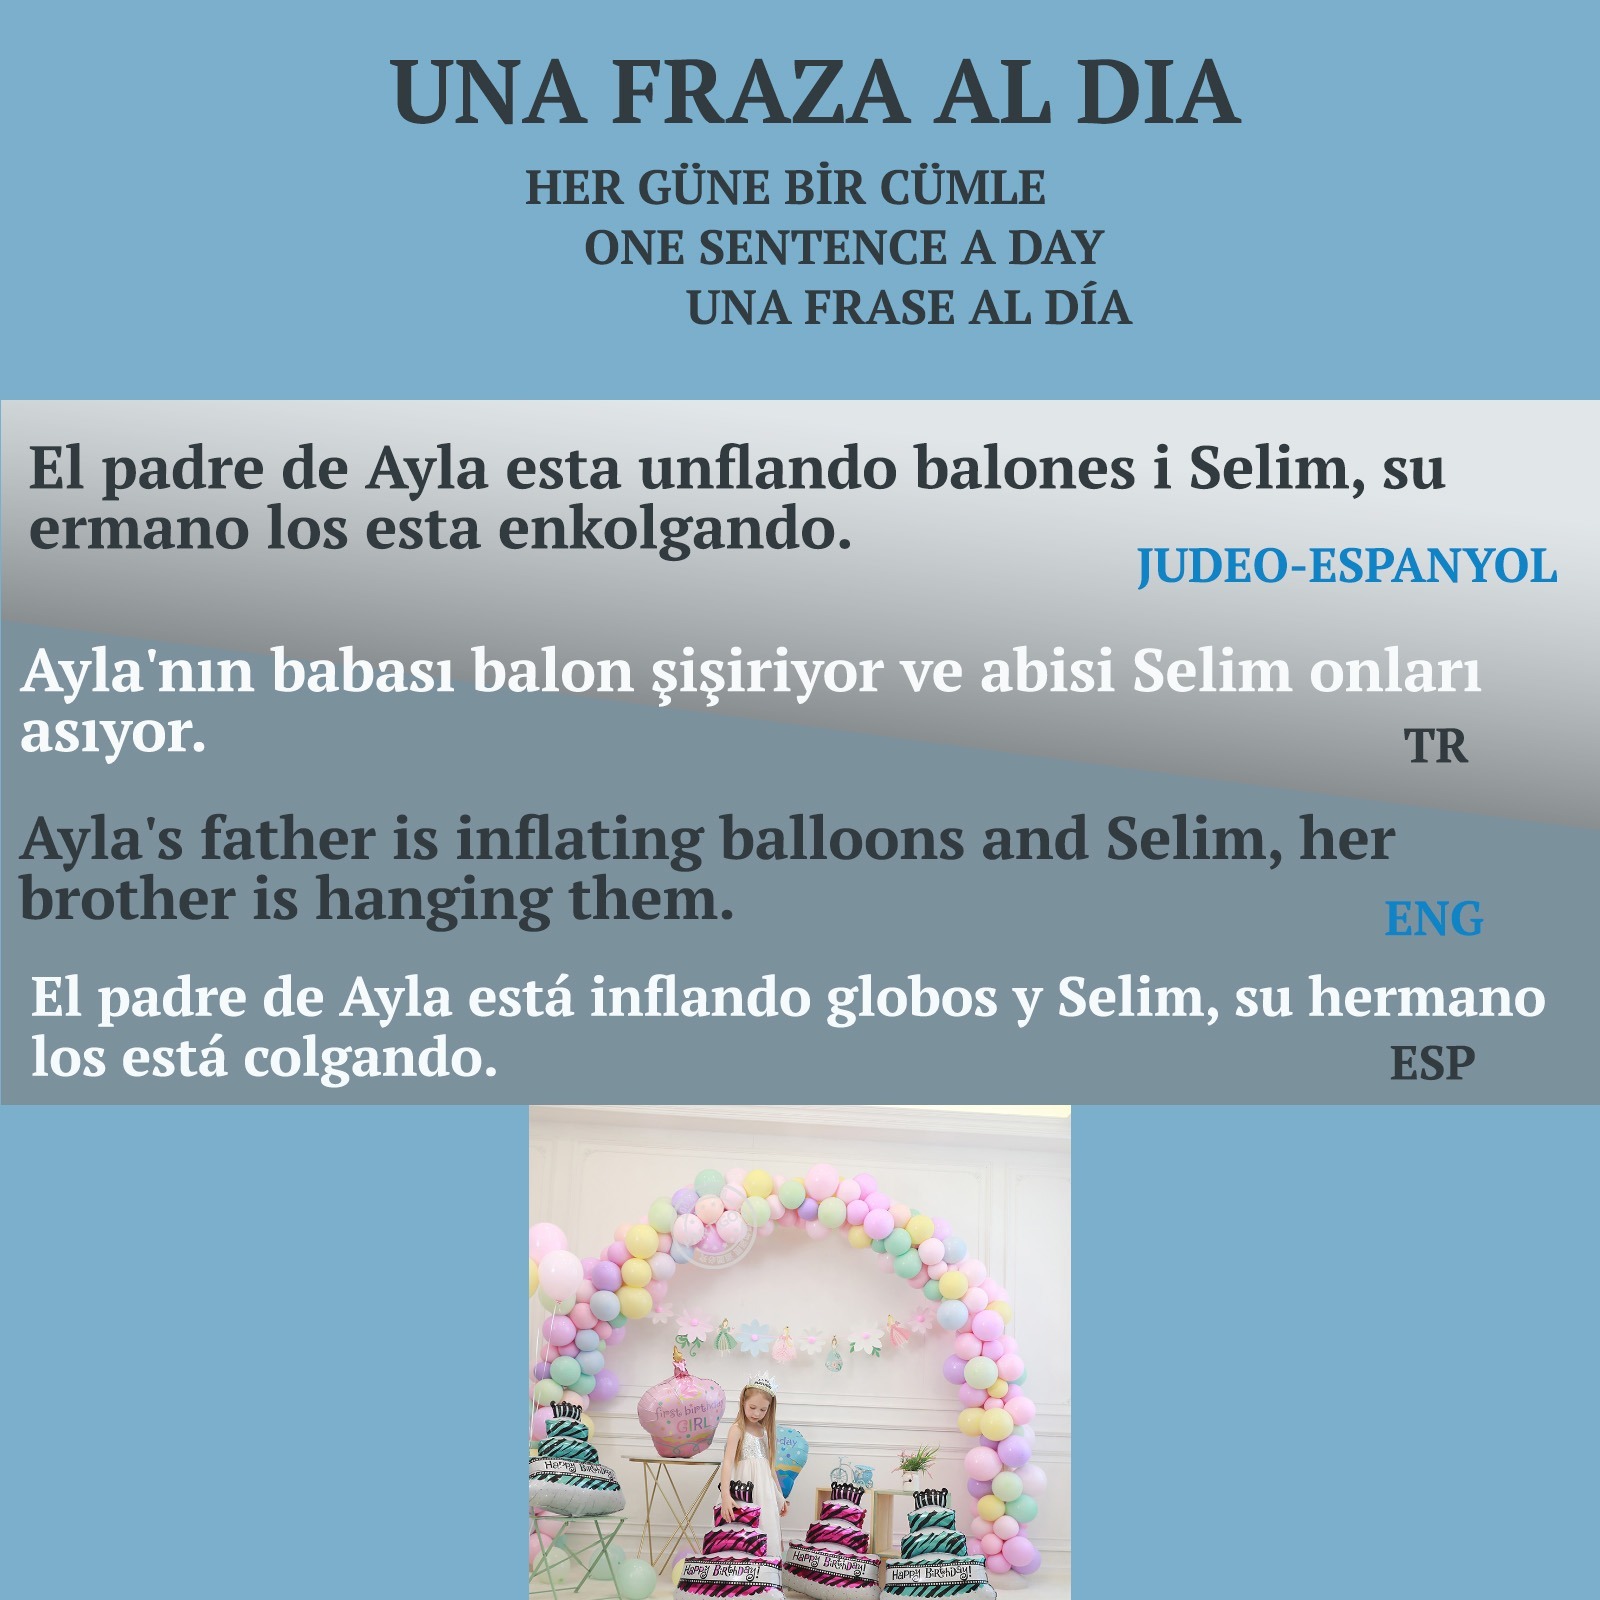 UNA FRAZA AL DIA
HER GÜNE BİR CÜMLE
ONE SENTENCE A DAY
UNA FRASE AL DÍA
El padre de Ayla esta unflando balones i Selim, su
ermano los esta enkolgando.
JUDEO-ESPANYOL
Ayla'nın babası balon şişiriyor ve abisi Selim onları
asıyor.
TR
Ayla's father is inflating balloons and Selim, her
brother is hanging them.
ENG
El padre de Ayla está inflando globos y Selim, su hermano
los está colgando.
ESP
first birthday
GIRL
day
Happy Birthday!
Happy Birthday!
Happy Birthday!
Happy Birthday!